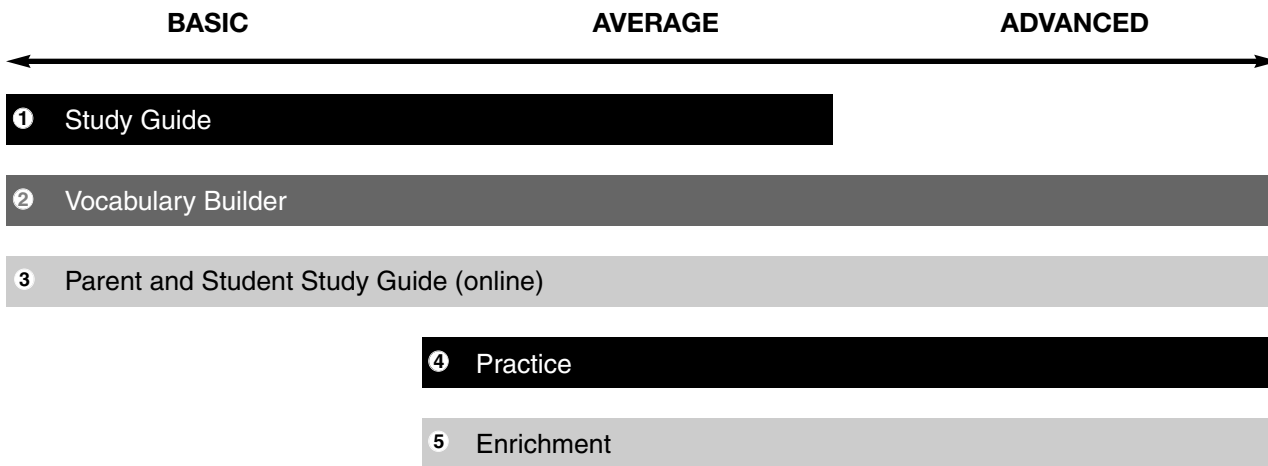 BASIC AVERAGE ADVANCED
1 Study Guide
2 Vocabulary Builder
3 Parent and Student Study Guide (online)
4 Practice
5 Enrichment